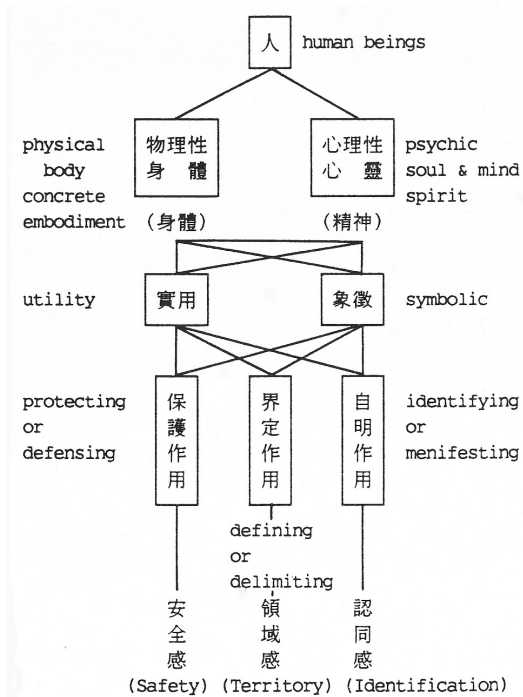 人
human beings
physical
body
concrete
embodiment
物理性
身 體
(身體)
心理性
心 靈
(精神)
psychic
soul & mind
spirit
utility
實用
象徵
symbolic
protecting
or
defensing
保護作用
界定作用
自明作用
identifying
or
menifesting
defining
or
delimiting
安全感
領域感
認同感
(Safety) (Territory) (Identification)